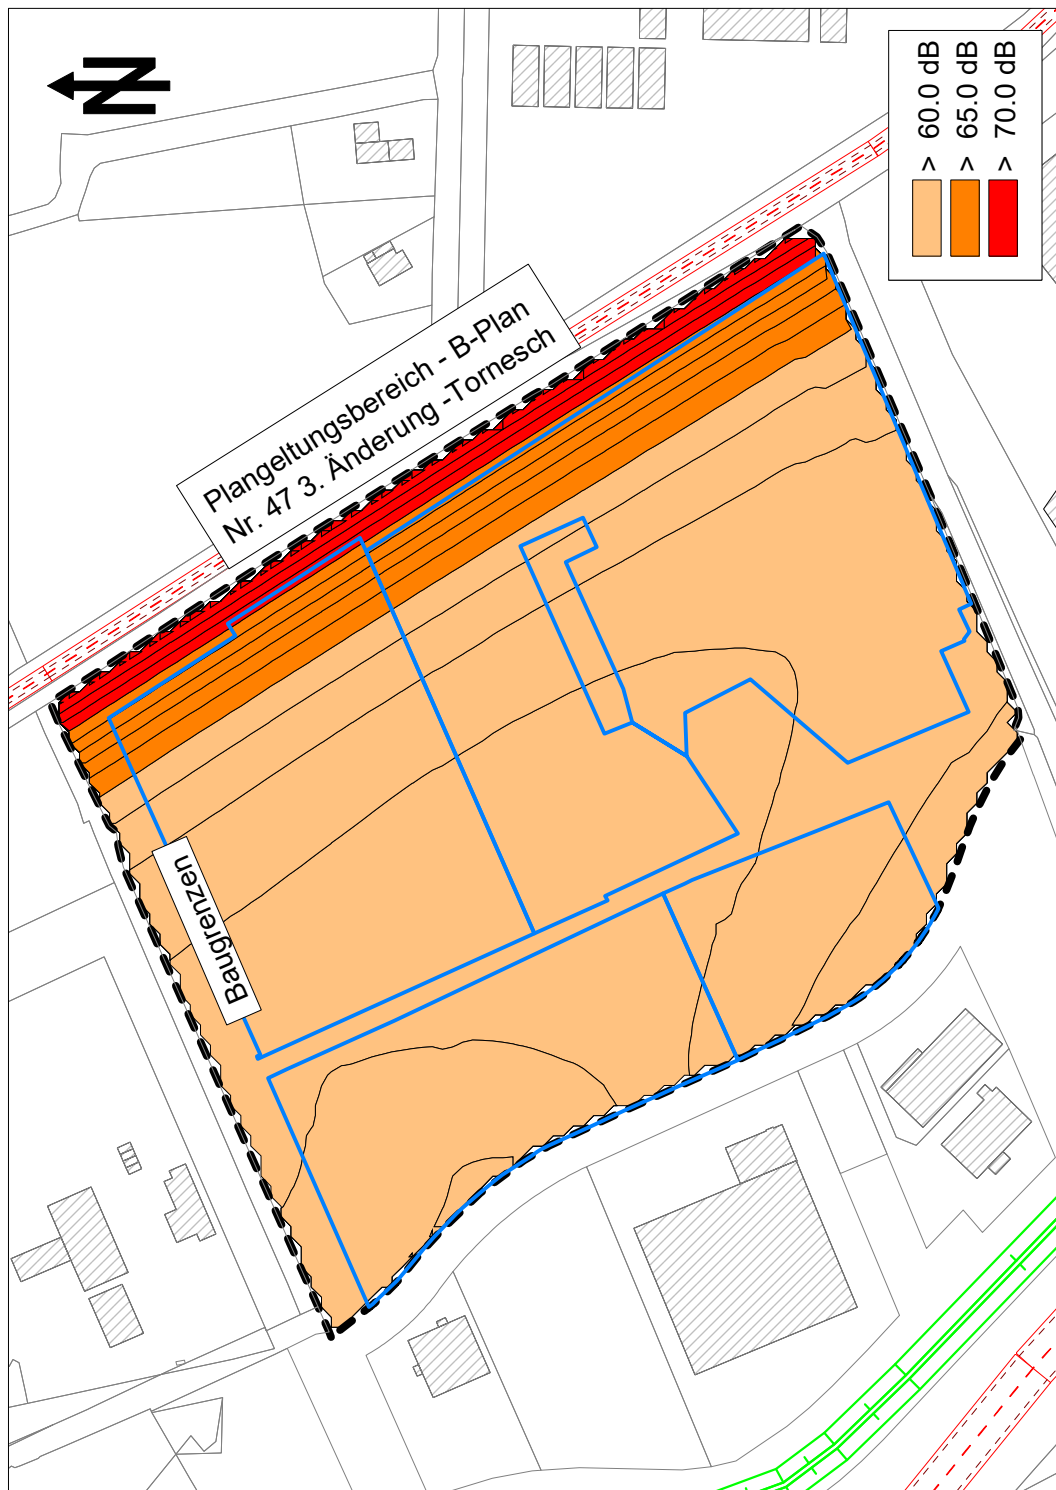 N
Plangeltungsbereich - B-Plan
Nr. 47 3. Änderung -Tornesch
Baugrenzen
> 60.0 dB
> 65.0 dB
> 70.0 dB